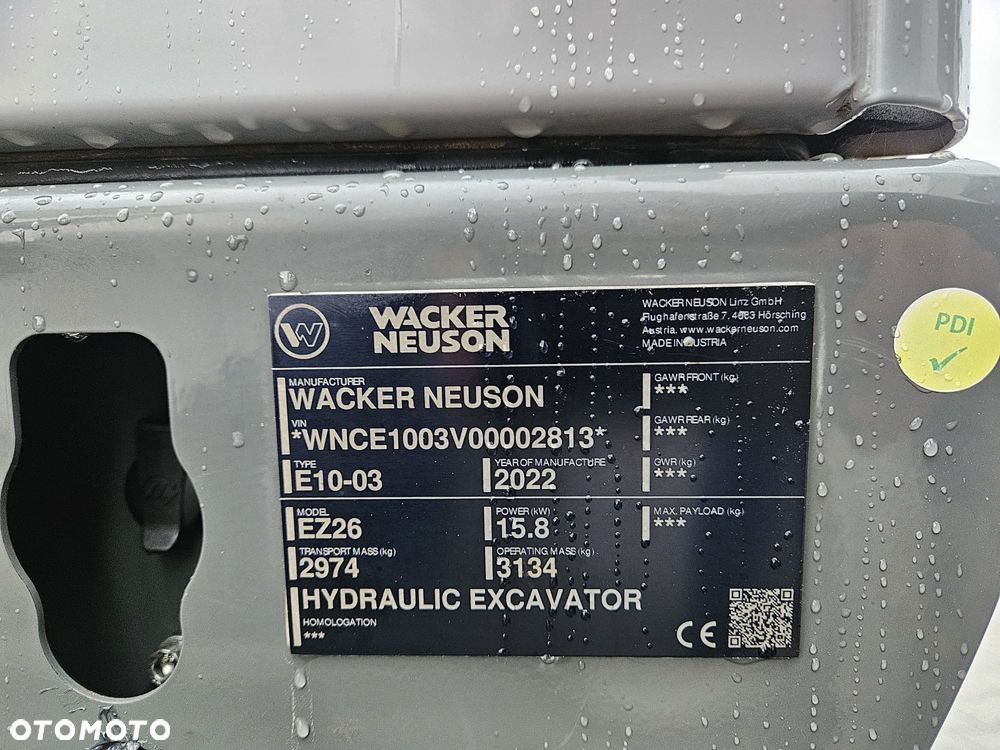 WACKER
NEUSON
WACKER NEUSON Linz GmbH
Flughafenstraße 7, 4063 Hörsching
Austria. www.wackerneuson.com
MADE IN AUSTRIA
PDI
MANUFACTURER
WACKER NEUSON
GAWR FRONT (kg)
***
VIN
*WNCE1003V00002813*
GAWR REAR (kg)
***
TYPE
E10-03
YEAR OF MANUFACTURE
2022
GWR (kg)
***
MODEL
EZ26
POWER (kW)
15.8
MAX. PAYLOAD (kg)
***
TRANSPORT MASS (kg)
2974
OPERATING MASS (kg)
3134
HYDRAULIC EXCAVATOR
HOMOLOGATION
***
CE
OTOMOTO